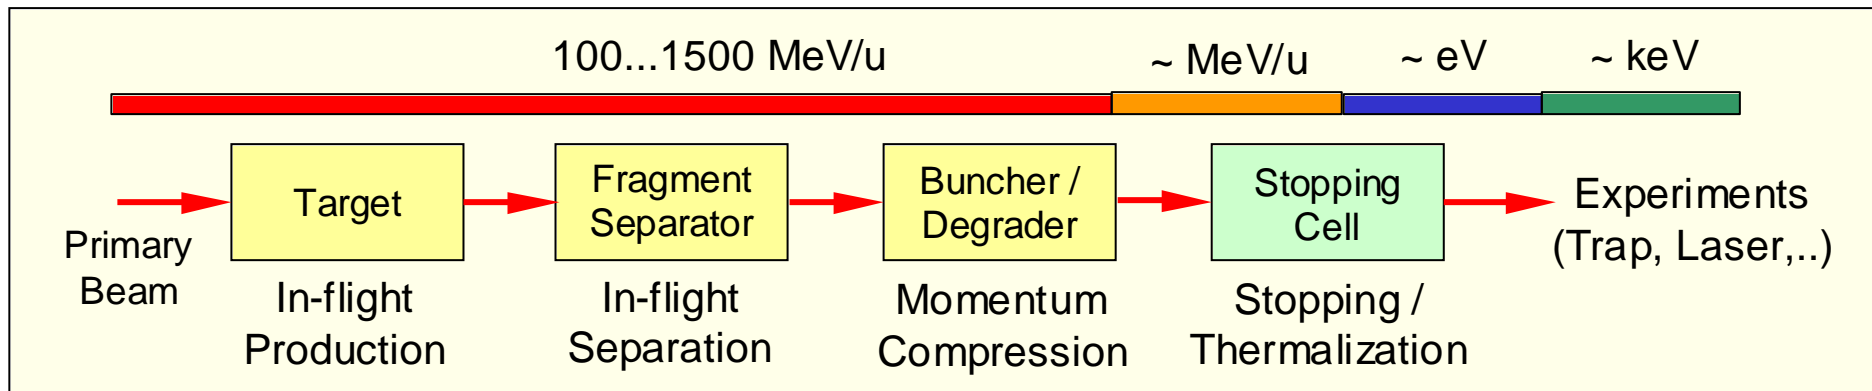 100...1500 MeV/u
~ MeV/u
~ eV
~ keV
Primary
Beam
Target
In-flight
Production
Fragment
Separator
In-flight
Separation
Buncher /
Degrader
Momentum
Compression
Stopping
Cell
Stopping /
Thermalization
Experiments
(Trap, Laser,..)